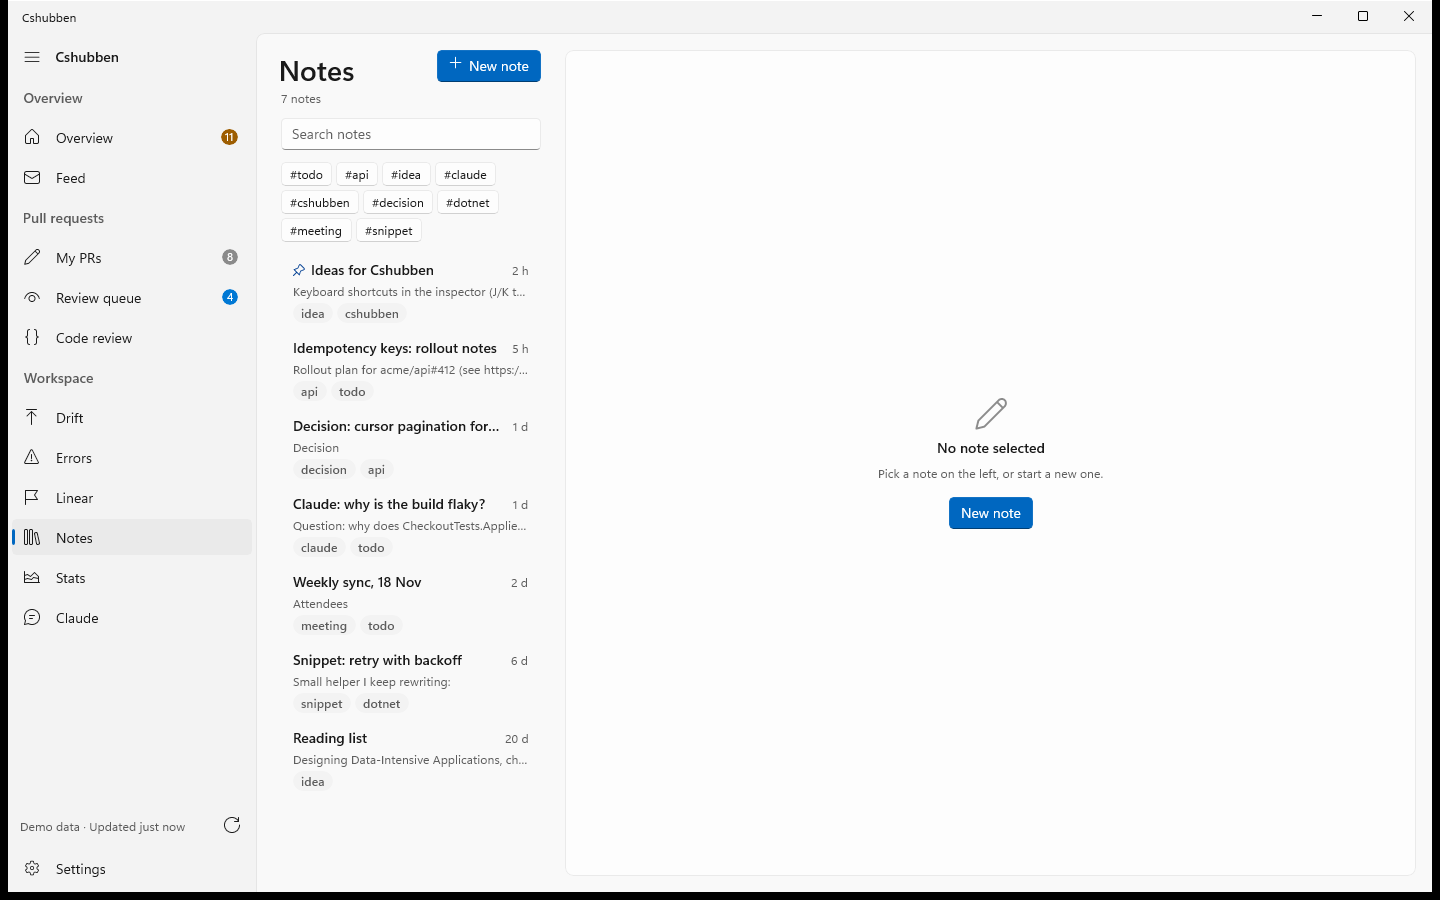 Cshubben
Cshubben
Overview
Overview 11
Feed
Pull requests
My PRs 8
Review queue 4
Code review
Workspace
Drift
Errors
Linear
Notes
Stats
Claude
Demo data · Updated just now
Settings
Notes
New note
7 notes
Search notes
#todo #api #idea #claude
#cshubben #decision #dotnet
#meeting #snippet
Ideas for Cshubben 2 h
Keyboard shortcuts in the inspector (J/K t...
idea cshubben
Idempotency keys: rollout notes 5 h
Rollout plan for acme/api#412 (see https:/...
api todo
Decision: cursor pagination for... 1 d
Decision
decision api
Claude: why is the build flaky? 1 d
Question: why does CheckoutTests.Applie...
claude todo
Weekly sync, 18 Nov 2 d
Attendees
meeting todo
Snippet: retry with backoff 6 d
Small helper I keep rewriting:
snippet dotnet
Reading list 20 d
Designing Data-Intensive Applications, ch...
idea
No note selected
Pick a note on the left, or start a new one.
New note